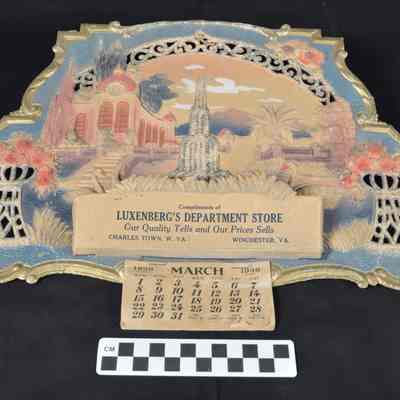 Compliments of
LUXENBERG'S DEPARTMENT STORE
Our Quality Tells and Our Prices Sells
CHARLES TOWN, W. VA. WINCHESTER, VA.
1936 MARCH 1936
1 2 3 4 5 6 7
8 9 10 11 12 13 14
15 16 17 18 19 20 21
22 23 24 25 26 27 28
29 30 31
CM